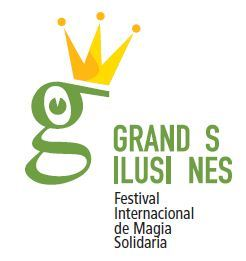 g
GRAND S
ILUSI NES
Festival
Internacional
de Magia
Solidaria